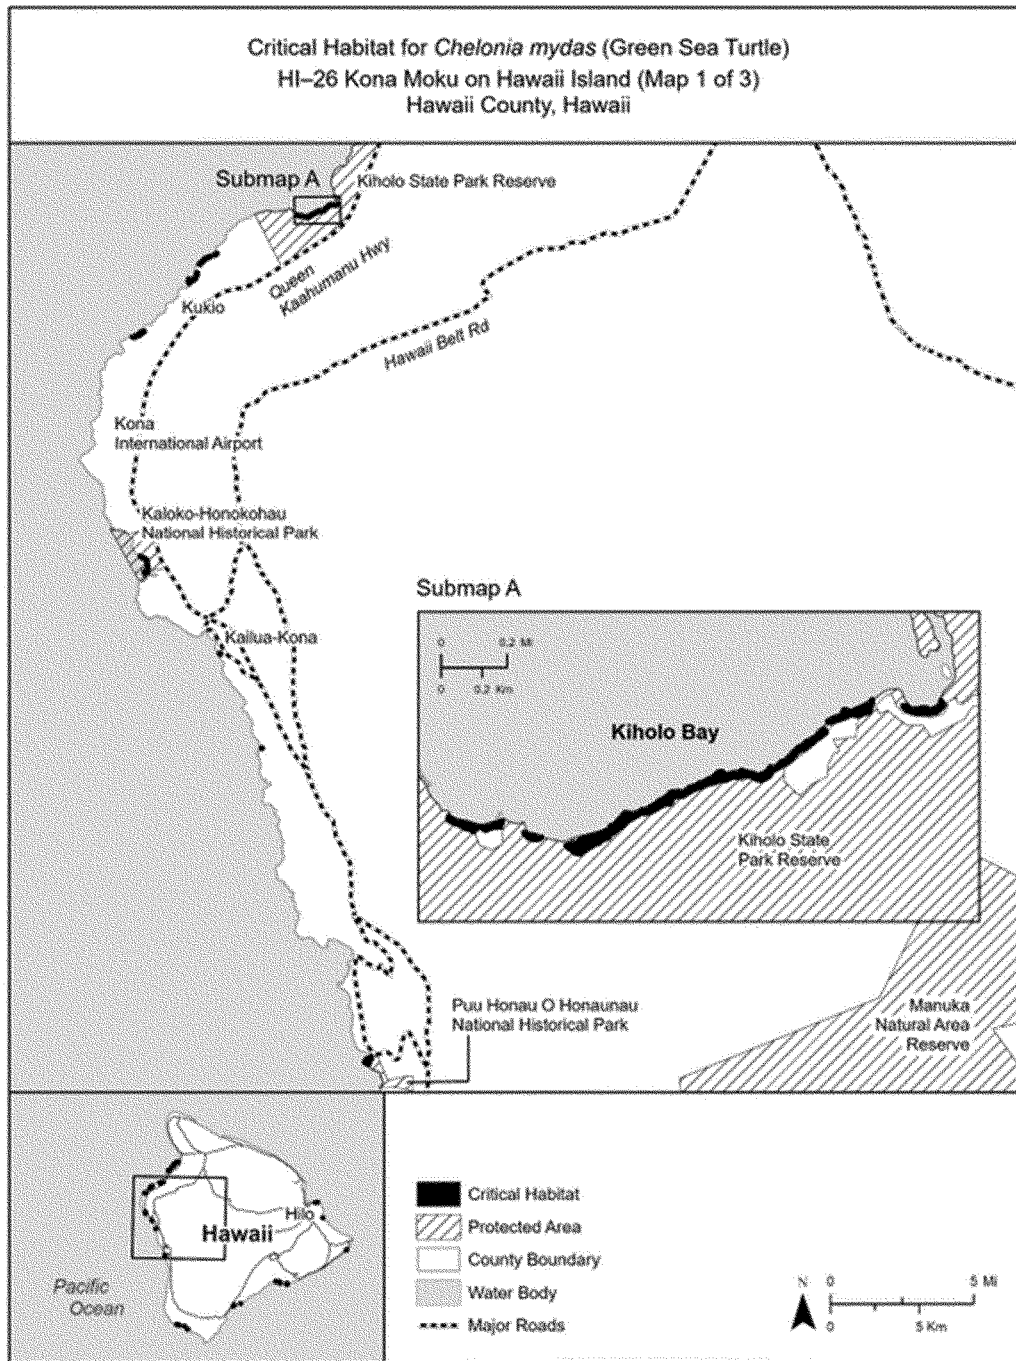 Critical Habitat for Chelonia mydas (Green Sea Turtle)
HI–26 Kona Moku on Hawaii Island (Map 1 of 3)
Hawaii County, Hawaii
Submap A
Kiholo State Park Reserve
Queen
Kaahumanu Hwy
Kukio
Hawaii Belt Rd
Kona
International Airport
Kaloko-Honokohau
National Historical Park
Kailua-Kona
Submap A
0 0.2 Mi
0 0.2 Km
Kiholo Bay
Kiholo State
Park Reserve
Puu Honau O Honaunau
National Historical Park
Manuka
Natural Area
Reserve
Hilo
Hawaii
Pacific
Ocean
Critical Habitat
Protected Area
County Boundary
Water Body
Major Roads
N
0 5 Mi
0 5 Km